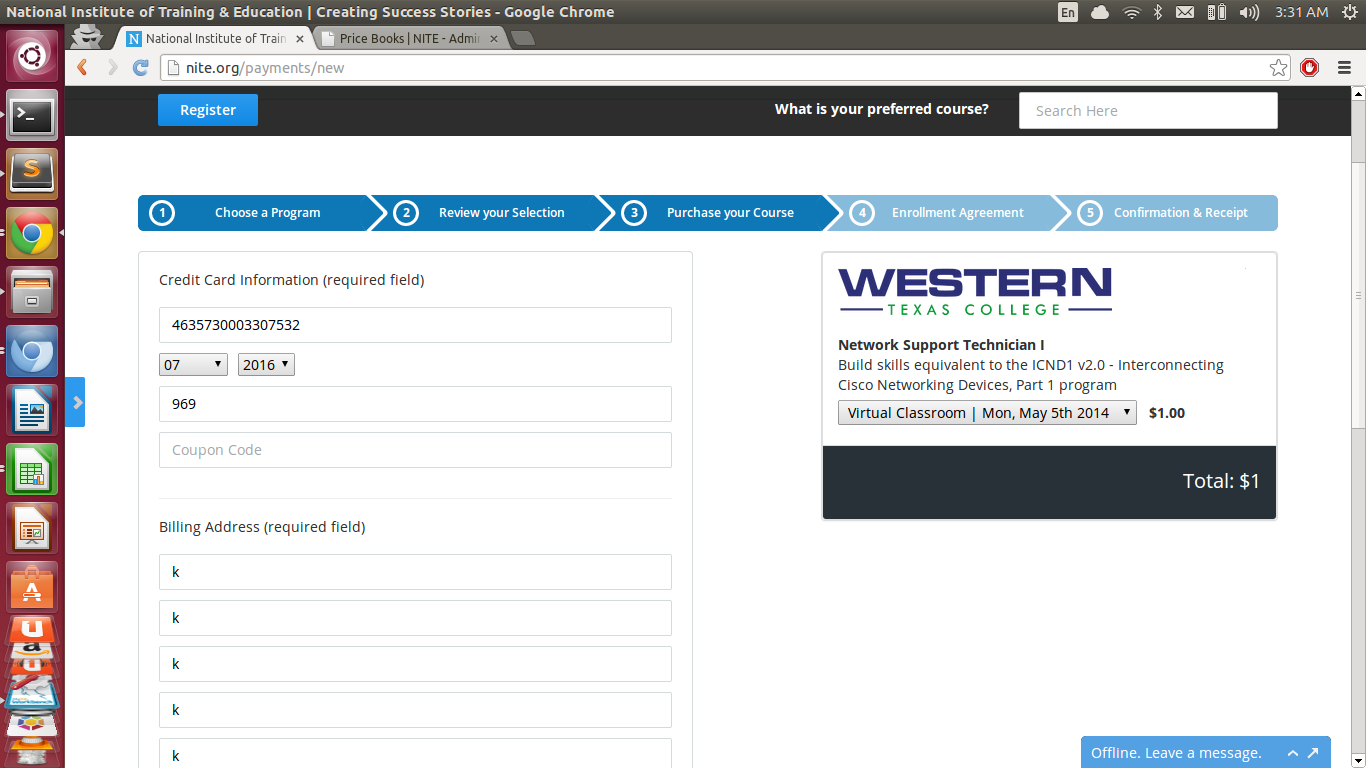 National Institute of Training & Education | Creating Success Stories - Google Chrome
En
3:31 AM
National Institute of Train
Price Books | NITE - Admi
nite.org/payments/new
Register
What is your preferred course?
Search Here
1 Choose a Program
2 Review your Selection
3 Purchase your Course
4 Enrollment Agreement
5 Confirmation & Receipt
Credit Card Information (required field)
4635730003307532
07 2016
969
Coupon Code
Billing Address (required field)
k
k
k
k
k
WESTERN
TEXAS COLLEGE
Network Support Technician I
Build skills equivalent to the ICND1 v2.0 - Interconnecting
Cisco Networking Devices, Part 1 program
Virtual Classroom | Mon, May 5th 2014 $1.00
Total: $1
Offline. Leave a message.